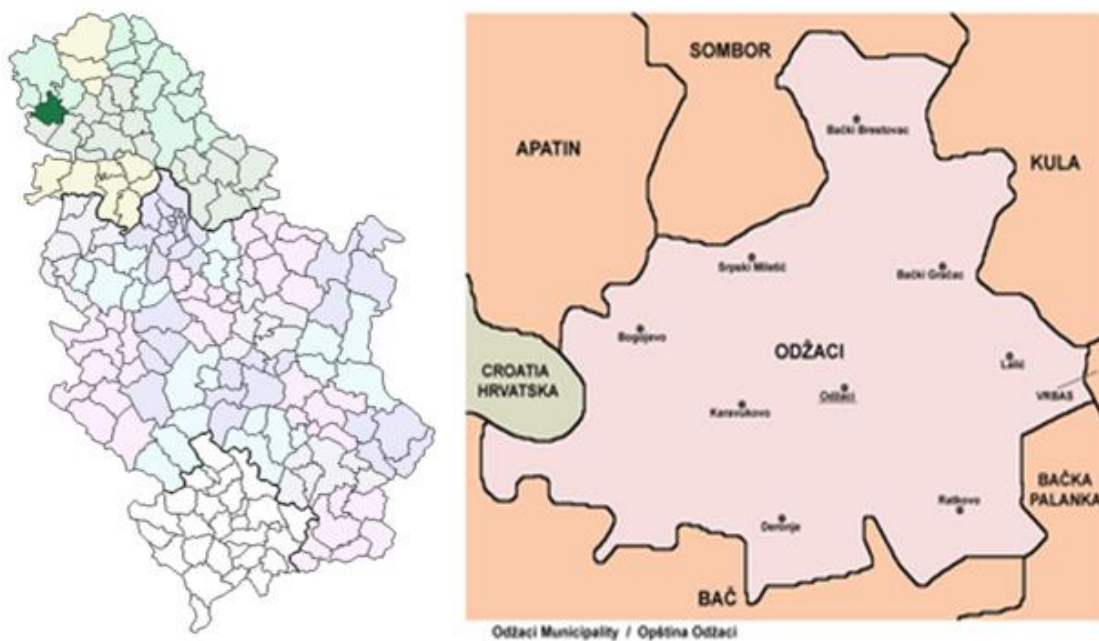 SOMBOR
Bački Brestovac
APATIN
KULA
Srpski Miletić
Bački Gračac
Bogojevo
ODŽACI
CROATIA
HRVATSKA
Lalić
Odžaci
VRBAS
Karavukovo
BAČKA
PALANKA
Ratkovo
Deronje
BAČ
Odžaci Municipality / Opština Odžaci